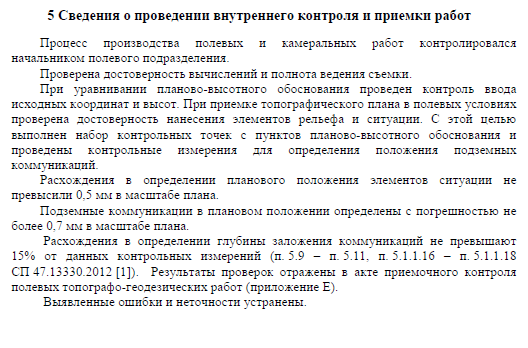 5 Сведения о проведении внутреннего контроля и приемки работ
Процесс производства полевых и камеральных работ контролировался
начальником полевого подразделения.
Проверена достоверность вычислений и полнота ведения съемки.
При уравнивании планово-высотного обоснования проведен контроль ввода
исходных координат и высот. При приемке топографического плана в полевых условиях
проверена достоверность нанесения элементов рельефа и ситуации. С этой целью
выполнен набор контрольных точек с пунктов планово-высотного обоснования и
проведены контрольные измерения для определения положения подземных
коммуникаций.
Расхождения в определении планового положения элементов ситуации не
превысили 0,5 мм в масштабе плана.
Подземные коммуникации в плановом положении определены с погрешностью не
более 0,7 мм в масштабе плана.
Расхождения в определении глубины заложения коммуникаций не превышают
15% от данных контрольных измерений (п. 5.9 – п. 5.11, п. 5.1.1.16 – п. 5.1.1.18
СП 47.13330.2012 [1]). Результаты проверок отражены в акте приемочного контроля
полевых топографо-геодезических работ (приложение Е).
Выявленные ошибки и неточности устранены.